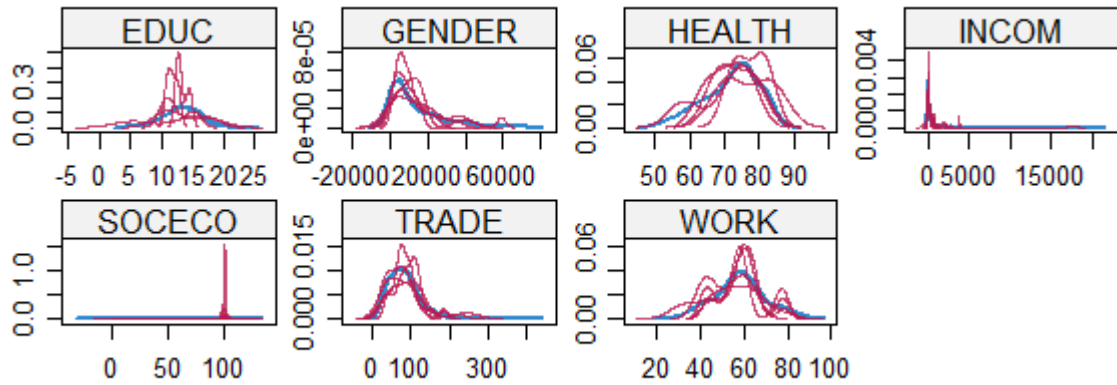 EDUC
GENDER
HEALTH
INCOM
0.0 0.3
0e+00 8e-05
0.00 0.06
0.000 0.004
-5 0 5 10 15 20 25
-20000 20000 60000
50 60 70 80 90
0 5000 15000
SOCECO
TRADE
WORK
0.0 1.0
0.000 0.015
0.00 0.06
0 50 100
0 100 300
20 40 60 80 100